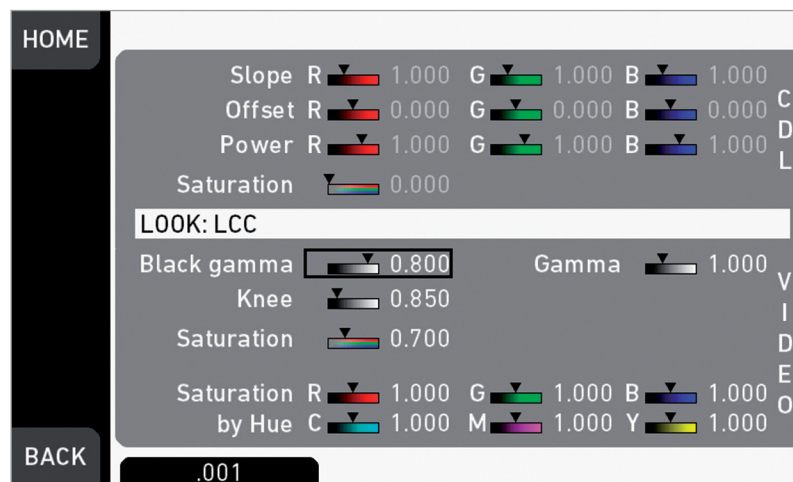 HOME
Slope R 1.000 G 1.000 B 1.000
Offset R 0.000 G 0.000 B 0.000
Power R 1.000 G 1.000 B 1.000
Saturation 0.000
CDL
LOOK: LCC
Black gamma 0.800 Gamma 1.000
Knee 0.850
Saturation 0.700
Saturation R 1.000 G 1.000 B 1.000
by Hue C 1.000 M 1.000 Y 1.000
VIDEO
BACK
.001